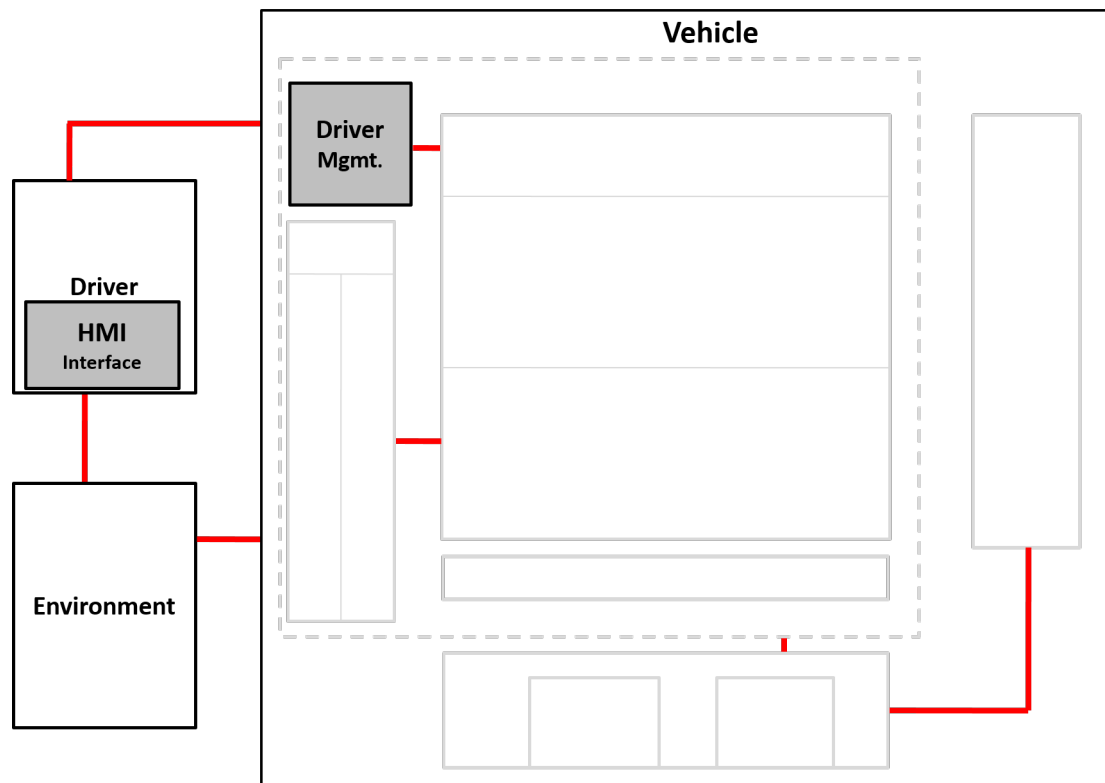 Vehicle
Driver
Mgmt.
Driver
HMI
Interface
Environment